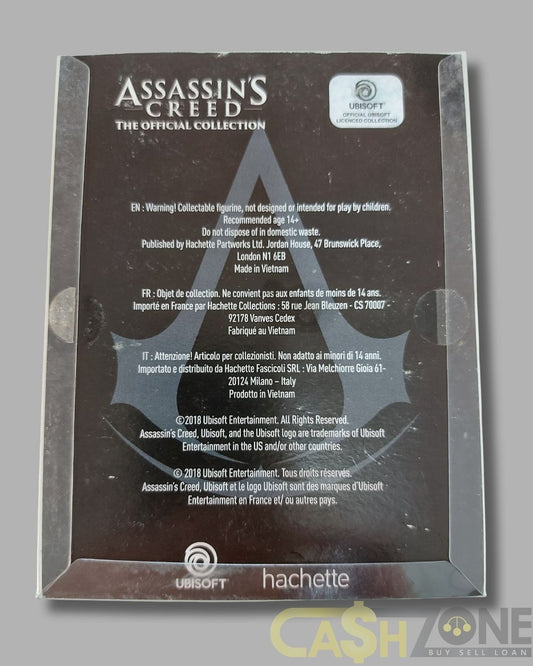 ASSASSIN'S
CREED
THE OFFICIAL COLLECTION
UBISOFT
OFFICIAL UBISOFT
LICENCED COLLECTION
EN : Warning! Collectable figurine, not designed or intended for play by children.
Recommended age 14+
Do not dispose of in domestic waste.
Published by Hachette Partworks Ltd. Jordan House, 47 Brunswick Place,
London N1 6EB
Made in Vietnam
FR : Objet de collection. Ne convient pas aux enfants de moins de 14 ans.
Importé en France par Hachette Collections : 58 rue Jean Bleuzen - CS 70007 -
92178 Vanves Cedex
Fabriqué au Vietnam
IT : Attenzione! Articolo per collezionisti. Non adatto ai minori di 14 anni.
Importato e distribuito da Hachette Fascicoli SRL : Via Melchiorre Gioia 61-
20124 Milano – Italy
Prodotto in Vietnam
©2018 Ubisoft Entertainment. All Rights Reserved.
Assassin's Creed, Ubisoft, and the Ubisoft logo are trademarks of Ubisoft
Entertainment in the US and/or other countries.
© 2018 Ubisoft Entertainment. Tous droits réservés
Assassin's Creed, Ubisoft et le logo Ubisoft sont des marques d'Ubisoft
Entertainment en France et/ ou autres pays.
UBISOFT
hachette
CA$H ZONE
BUY SELL LOAN